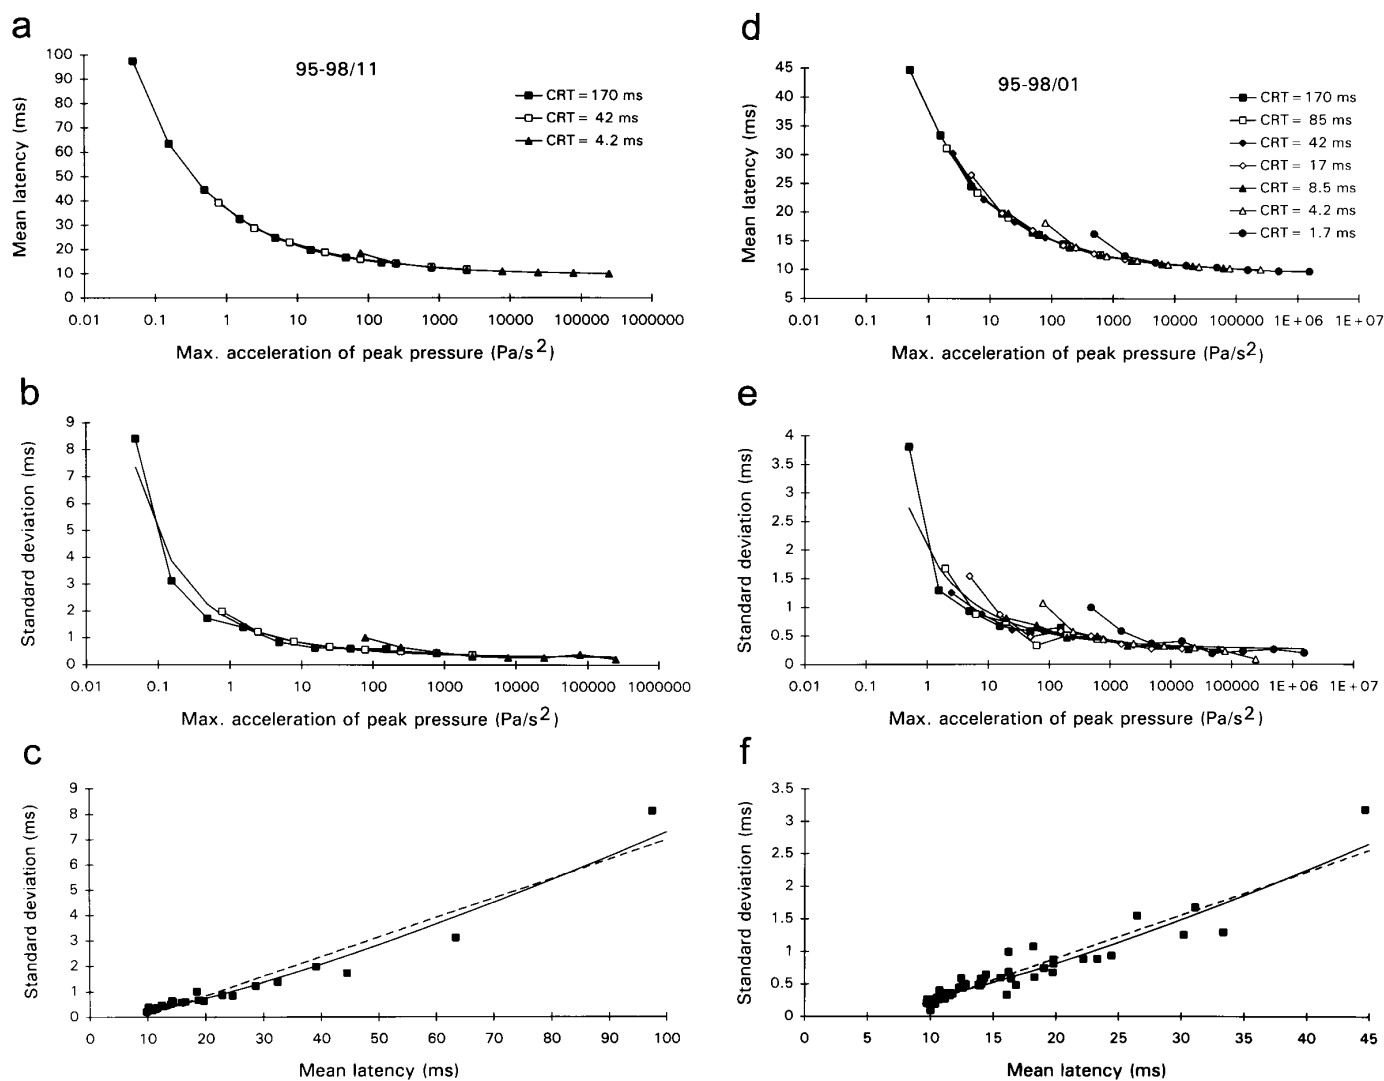 a
95-98/11
Mean latency (ms)
100
90
80
70
60
50
40
30
20
10
0
CRT = 170 ms
CRT = 42 ms
CRT = 4.2 ms
0.01 0.1 1 10 100 1000 10000 100000 1000000
Max. acceleration of peak pressure (Pa/s2)
d
95-98/01
Mean latency (ms)
45
40
35
30
25
20
15
10
5
CRT = 170 ms
CRT = 85 ms
CRT = 42 ms
CRT = 17 ms
CRT = 8.5 ms
CRT = 4.2 ms
CRT = 1.7 ms
0.01 0.1 1 10 100 1000 10000 100000 1E+06 1E+07
Max. acceleration of peak pressure (Pa/s2)
b
Standard deviation (ms)
9
8
7
6
5
4
3
2
1
0
0.01 0.1 1 10 100 1000 10000 100000 1000000
Max. acceleration of peak pressure (Pa/s2)
e
Standard deviation (ms)
4
3.5
3
2.5
2
1.5
1
0.5
0
0.01 0.1 1 10 100 1000 10000 100000 1E+06 1E+07
Max. acceleration of peak pressure (Pa/s2)
c
Standard deviation (ms)
9
8
7
6
5
4
3
2
1
0
0 10 20 30 40 50 60 70 80 90 100
Mean latency (ms)
f
Standard deviation (ms)
3.5
3
2.5
2
1.5
1
0.5
0
0 5 10 15 20 25 30 35 40 45
Mean latency (ms)